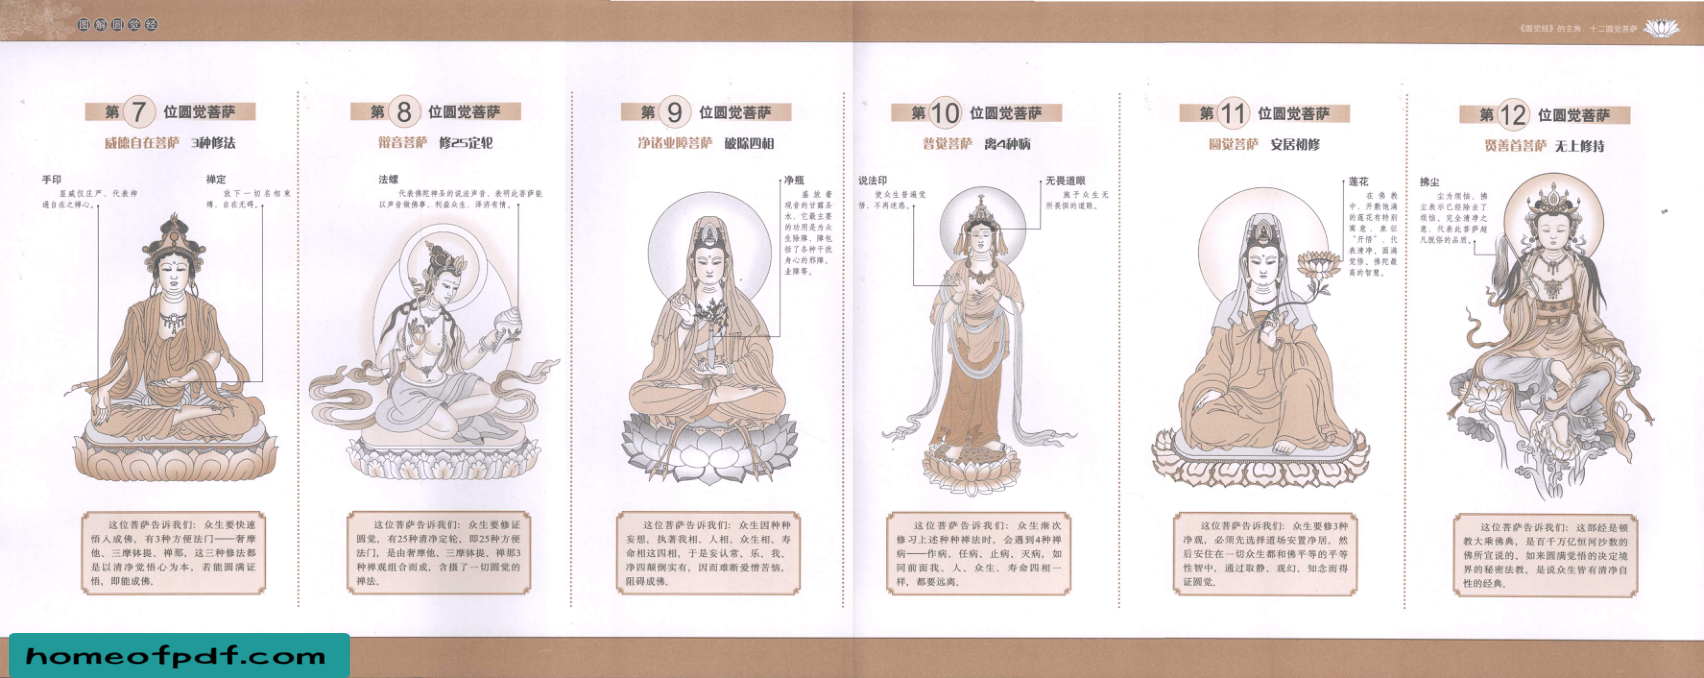 图解圆觉经
《圆觉经》的主角 十二圆觉菩萨
第7位圆觉菩萨
威德自在菩萨 3种修法
手印
显威仪庄严，代表神
通自在之禅心。
禅定
放下一切名相束
缚，自在无碍。
这位菩萨告诉我们：众生要快速
悟入成佛，有3种方便法门——奢摩
他、三摩钵提、禅那，这三种修法都
是以清净觉悟心为本，若能圆满证
悟，即能成佛。
第8位圆觉菩萨
辩音菩萨 修25定轮
法螺
代表佛陀神圣的说法声音，表明此菩萨能
以声音做佛事，利益众生，泽济有情。
这位菩萨告诉我们：众生要修证
圆觉，有25种清净定轮，即25种方便
法门，是由奢摩他、三摩钵提、禅那3
种禅观组合而成，含摄了一切圆觉的
禅法。
第9位圆觉菩萨
净诸业障菩萨 破除四相
净瓶
盛放着
观音的甘露圣
水，它最主要
的功用是为众
生除障，障包
括了各种干扰
身心的邪障、
业障等。
这位菩萨告诉我们：众生因种种
妄想，执著我相、人相、众生相、寿
命相这四相，于是妄认常、乐、我、
净四颠倒实有，因而难断爱憎苦恼，
阻碍成佛。
第10位圆觉菩萨
普觉菩萨 离4种病
说法印
使众生普遍觉
悟，不再迷惑。
无畏道眼
施予众生无
所畏惧的道眼。
这位菩萨告诉我们：众生渐次
修习上述种种禅法时，会遇到4种禅
病——作病、任病、止病、灭病，如
同前面我、人、众生、寿命四相一
样，都要远离。
第11位圆觉菩萨
圆觉菩萨 安居初修
莲花
在佛教
中，开敷饱满
的莲花有特别
寓意，象征
“开悟”，代
表清净、圆满
觉悟、佛陀最
高的智慧。
这位菩萨告诉我们：众生要修3种
净观，必须先选择道场安置净居，然
后安住在一切众生都和佛平等的平等
性智中，通过取静、观幻、知念而得
证圆觉。
第12位圆觉菩萨
贤善首菩萨 无上修持
拂尘
尘为烦恼，拂
尘表示已经除去了
烦恼，完全清净之
意，代表此菩萨超
凡脱俗的品质。
这位菩萨告诉我们：这部经是顿
教大乘佛典，是百千万亿恒河沙数的
佛所宣说的，如来圆满觉悟的决定境
界的秘密法教，是说众生皆有清净自
性的经典。
homeofpdf.com